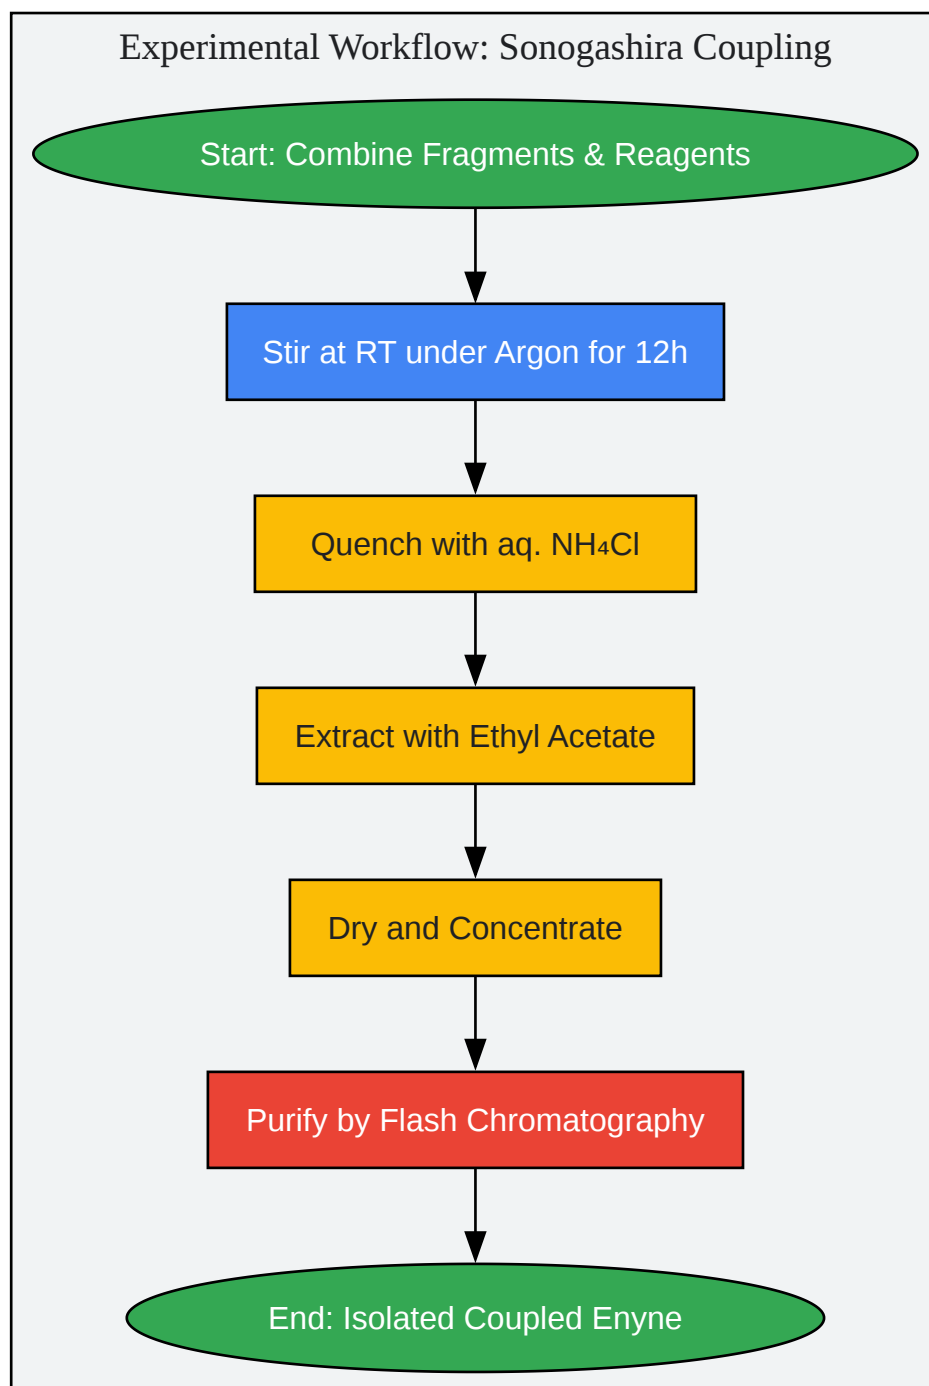 Experimental Workflow: Sonogashira Coupling
Start: Combine Fragments & Reagents
Stir at RT under Argon for 12h
Quench with aq. NH₄Cl
Extract with Ethyl Acetate
Dry and Concentrate
Purify by Flash Chromatography
End: Isolated Coupled Enyne